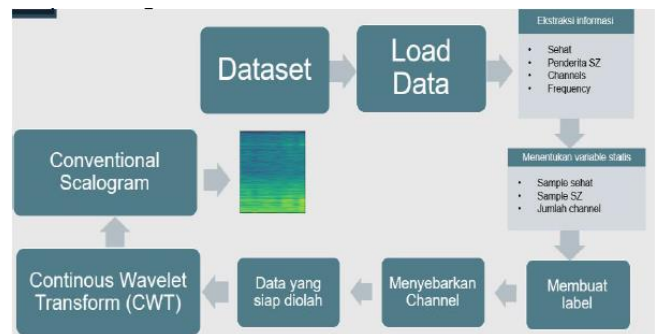 Dataset
Load
Data
Ekstraksi informasi
• Sehat
• Penderita SZ
• Channels
• Frequency
Menentukan variable statis
• Sample sehat
• Sample SZ
• Jumlah channel
Membuat
label
Menyebarkan
Channel
Data yang
siap diolah
Continous Wavelet
Transform (CWT)
Conventional
Scalogram